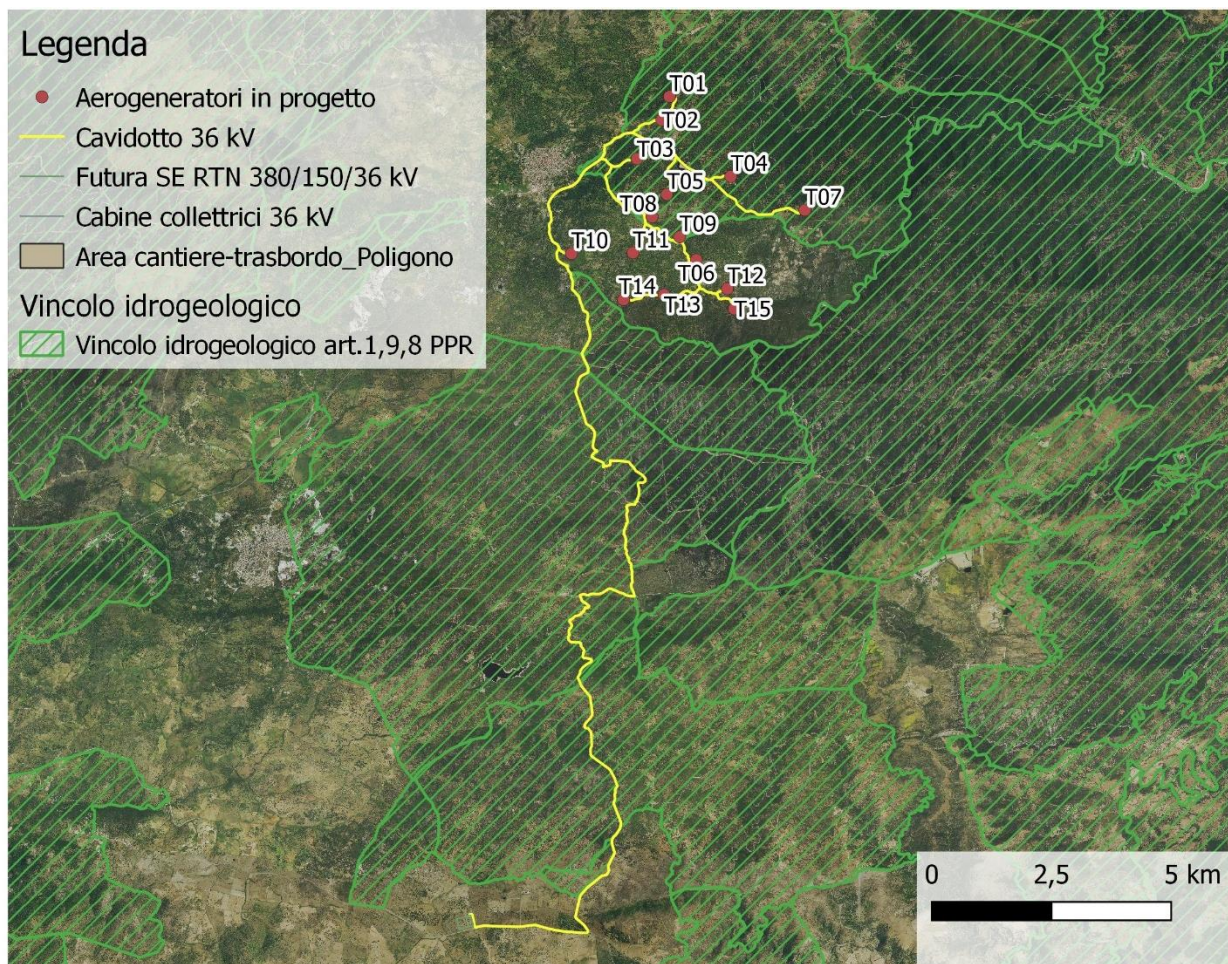 Legenda
Aerogeneratori in progetto
Cavidotto 36 kV
Futura SE RTN 380/150/36 kV
Cabine collettrici 36 kV
Area cantiere-trasbordo_Poligono
Vincolo idrogeologico
Vincolo idrogeologico art.1,9,8 PPR
T01
T02
T03
T04
T05
T07
T08
T09
T10
T11
T06
T12
T14
T13
T15
0 2,5 5 km